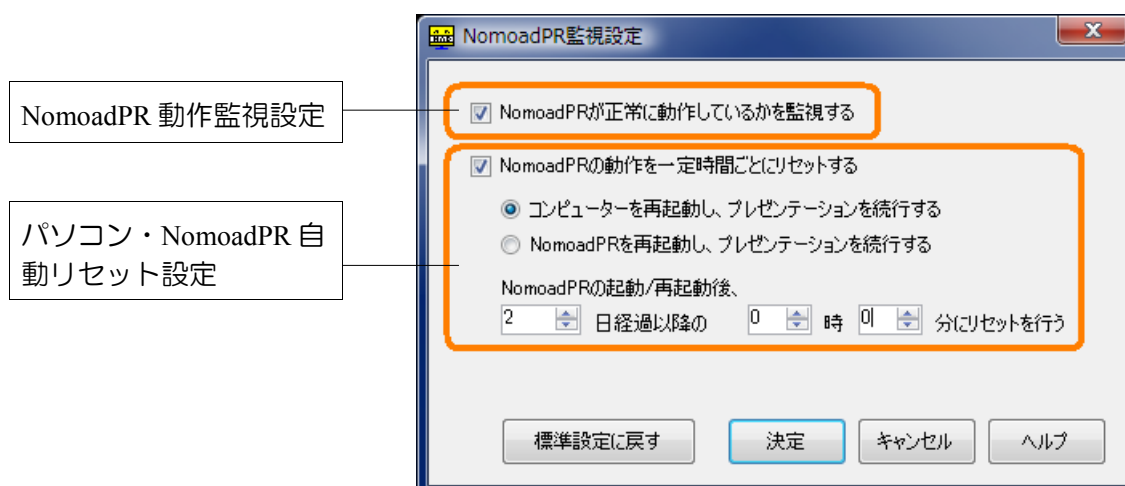 NomoadPR監視設定
NomoadPR 動作監視設定
NomoadPRが正常に動作しているかを監視する
NomoadPRの動作を一定時間ごとにリセットする
コンピューターを再起動し、プレゼンテーションを続行する
パソコン・NomoadPR 自
動リセット設定
NomoadPRを再起動し、プレゼンテーションを続行する
NomoadPRの起動/再起動後、
2 日経過以降の 0 時 0 分にリセットを行う
標準設定に戻す 決定 キャンセル ヘルプ